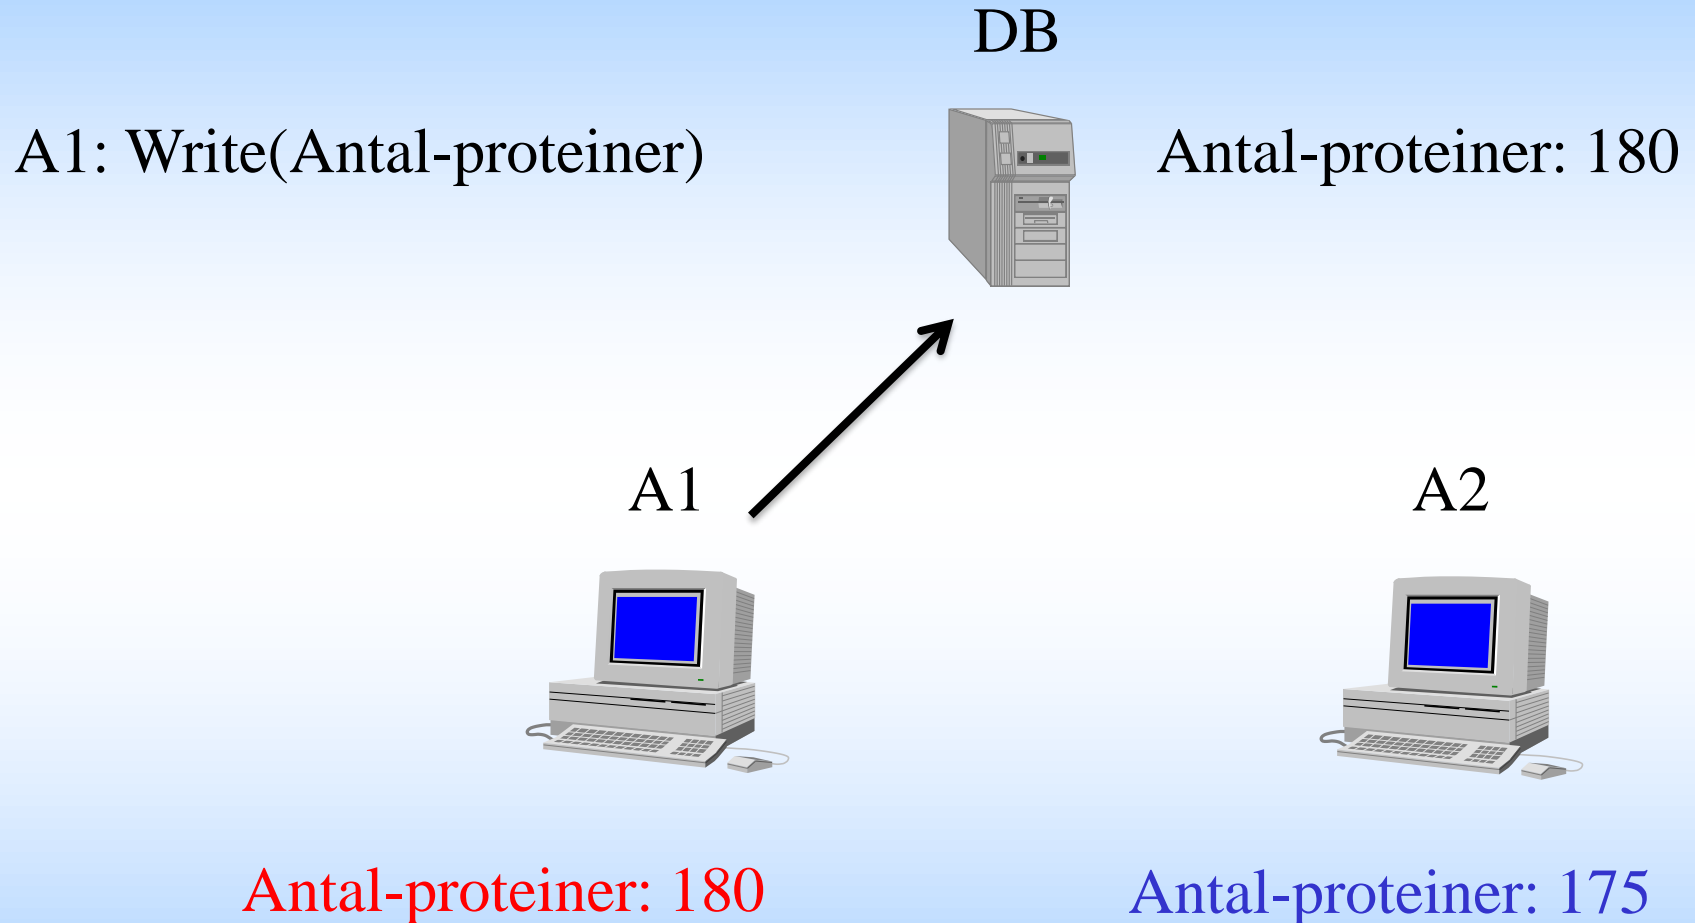 DB
A1: Write(Antal-proteiner)
Antal-proteiner: 180
A1
A2
Antal-proteiner: 180
Antal-proteiner: 175